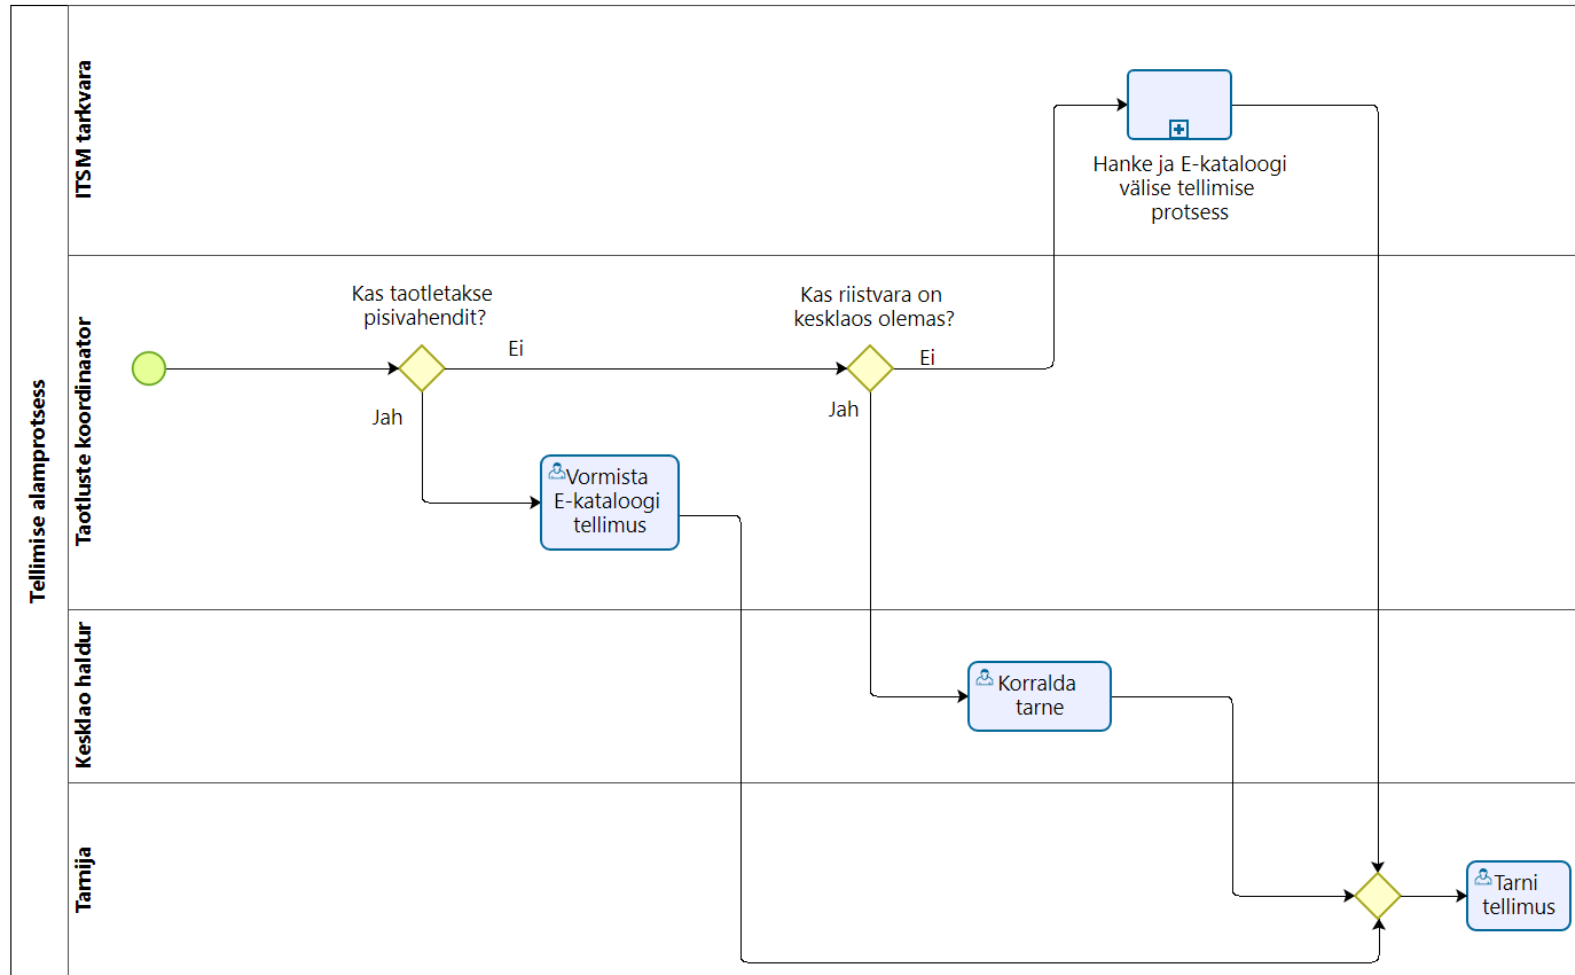 Tellimise alamprotsess
ITSM tarkvara
Hanke ja E-kataloogi
välise tellimise
protsess
Taotluste koordinaator
Kas taotletakse
pisivahendit?
Ei
Jah
Kas riistvara on
kesklaos olemas?
Ei
Jah
Vormista
E-kataloogi
tellimus
Kesklao haldur
Korralda
tarne
Tarnija
Tarni
tellimus